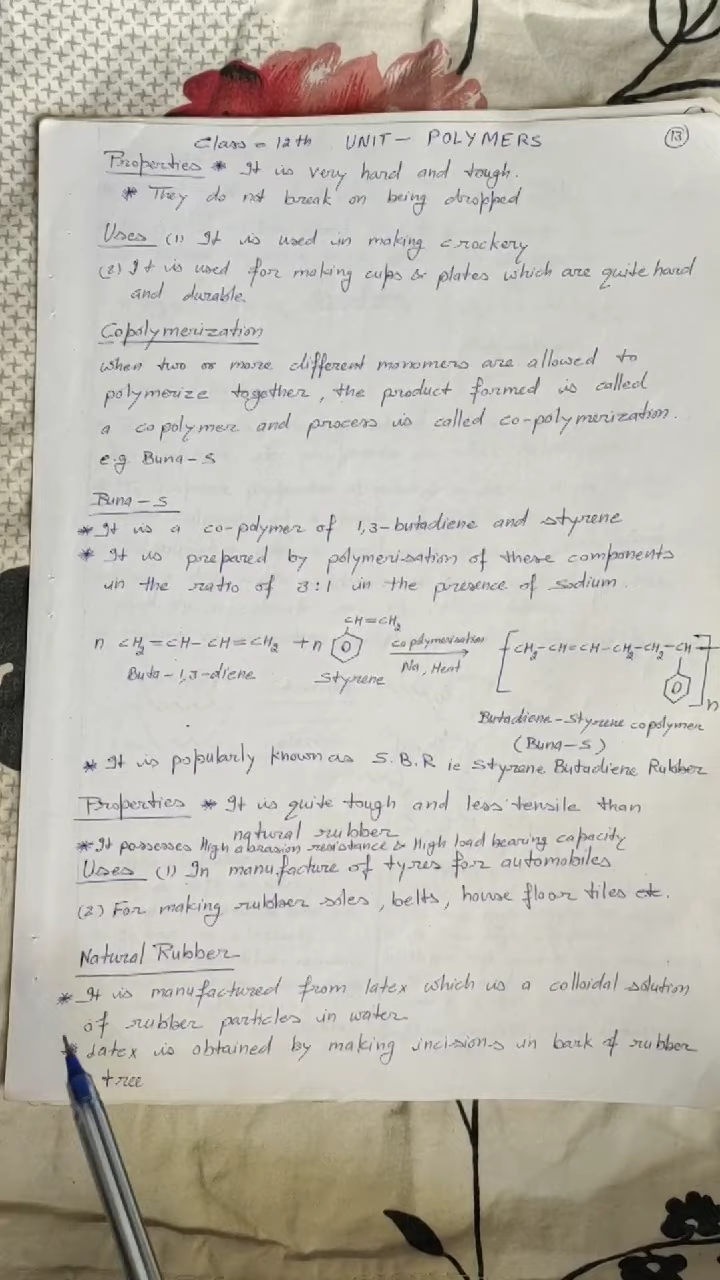 Class = 12th UNIT - POLYMERS
13
Properties * It is very hard and tough.
* They do not break on being dropped
Uses (1) It is used in making crockery
(2) It is used for making cups & plates which are quite hard
and durable.
Copolymerization
When two or more different monomers are allowed to
polymerize together, the product formed is called
a copolymer and process is called co-polymerization.
e.g Buna-s
Buna-s
* It is a co-polymer of 1,3-butadiene and styrene
* It is prepared by polymerisation of these components
in the ratio of 3:1 in the presence of sodium.
CH=CH2
n CH2=CH-CH=CH2 + n copolymerisation [CH2-CH=CH-CH2-CH2-CH]n
Buta-1,3-diene Styrene Na, Heat
Butadiene-Styrene copolymer
(Buna-S)
* It is popularly known as S.B.R ie Styrene Butadiene Rubber
Properties * It is quite tough and less tensile than
natural rubber
* It possesses High abrasion resistance & High load bearing capacity
Uses (1) In manufacture of tyres for automobiles
(2) For making rubber soles, belts, house floor tiles etc.
Natural Rubber
* It is manufactured from latex which is a colloidal solution
of rubber particles in water.
* Latex is obtained by making incisions in bark of rubber
tree